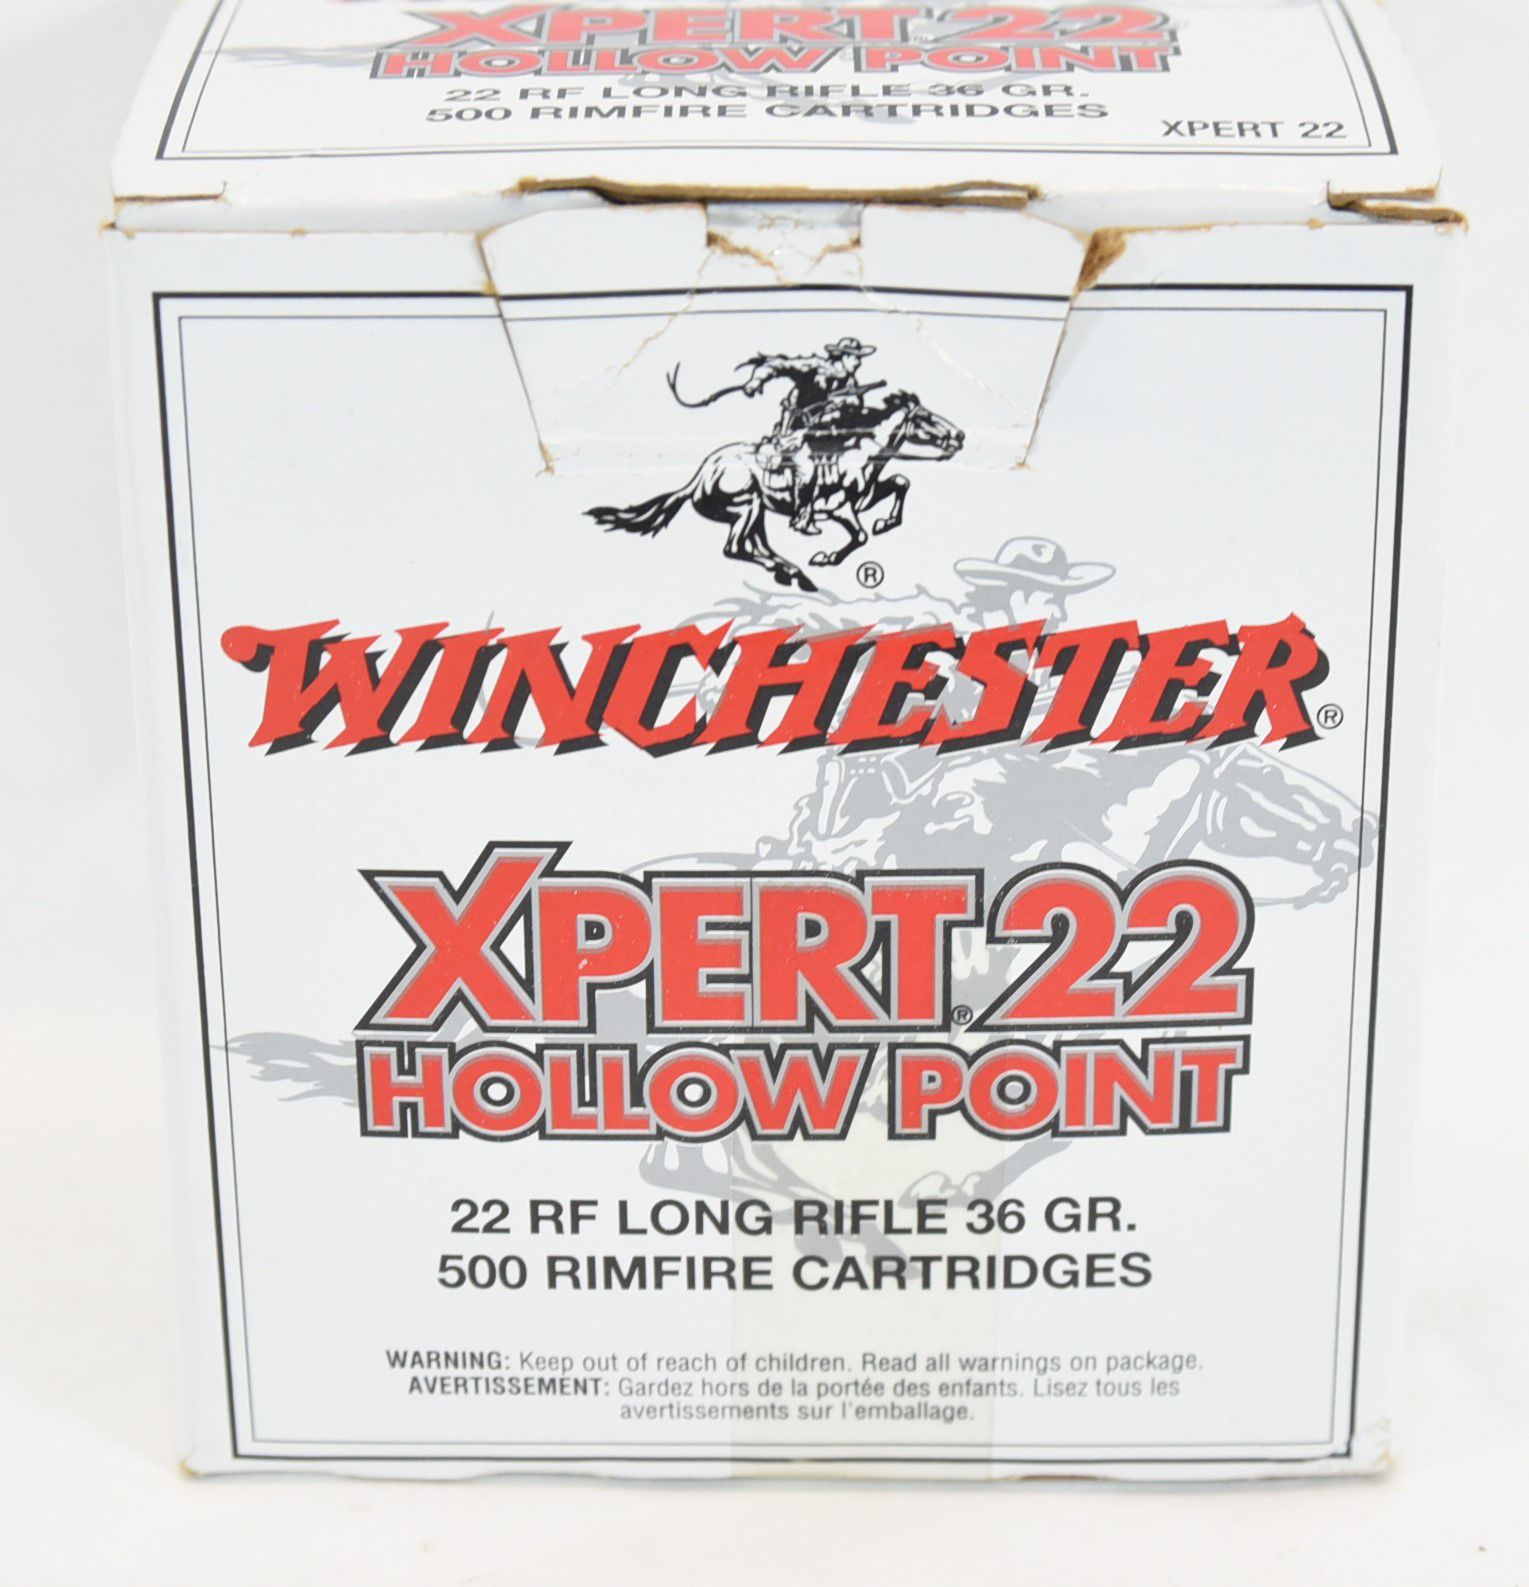 XPERT 22
HOLLOW POINT
22 RF LONG RIFLE 36 GR.
500 RIMFIRE CARTRIDGES
XPERT 22
®
WINCHESTER®
XPERT® 22
HOLLOW POINT
22 RF LONG RIFLE 36 GR.
500 RIMFIRE CARTRIDGES
WARNING: Keep out of reach of children. Read all warnings on package.
AVERTISSEMENT: Gardez hors de la portée des enfants. Lisez tous les
avertissements sur l'emballage.